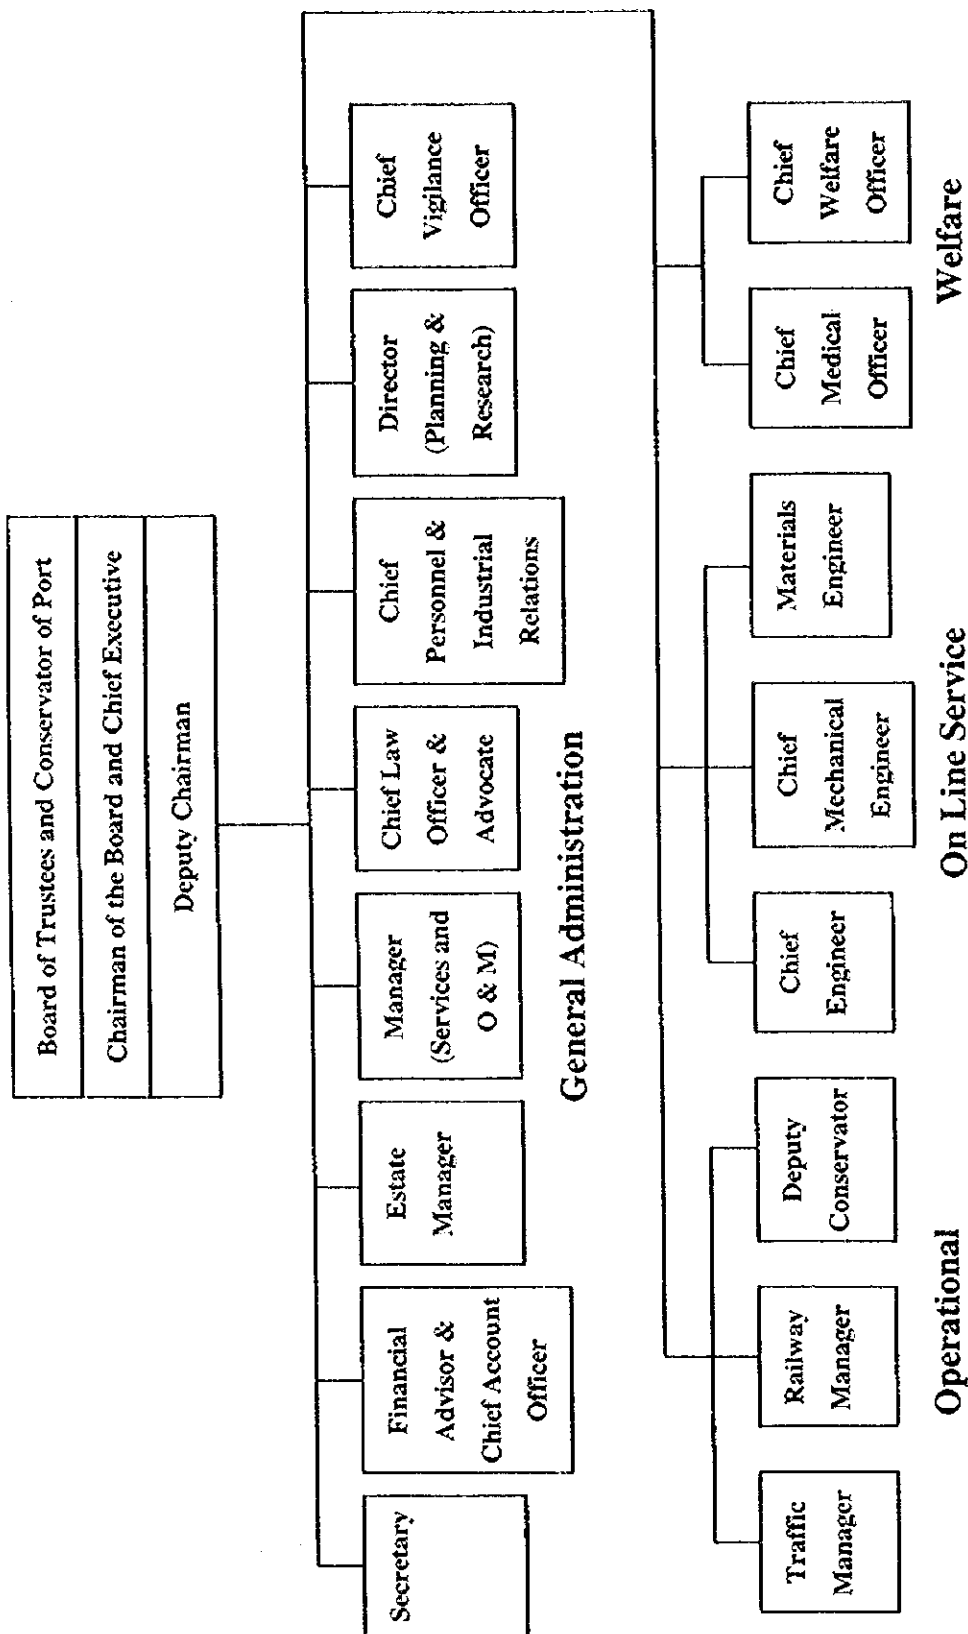 Board of Trustees and Conservator of Port
Chairman of the Board and Chief Executive
Deputy Chairman
Secretary
Financial
Advisor &
Chief Account
Officer
Estate
Manager
Manager
(Services and
O & M)
Chief Law
Officer &
Advocate
Chief
Personnel &
Industrial
Relations
Director
(Planning &
Research)
Chief
Vigilance
Officer
General Administration
Traffic
Manager
Railway
Manager
Deputy
Conservator
Chief
Engineer
Chief
Mechanical
Engineer
Materials
Engineer
Chief
Medical
Officer
Chief
Welfare
Officer
Operational
On Line Service
Welfare